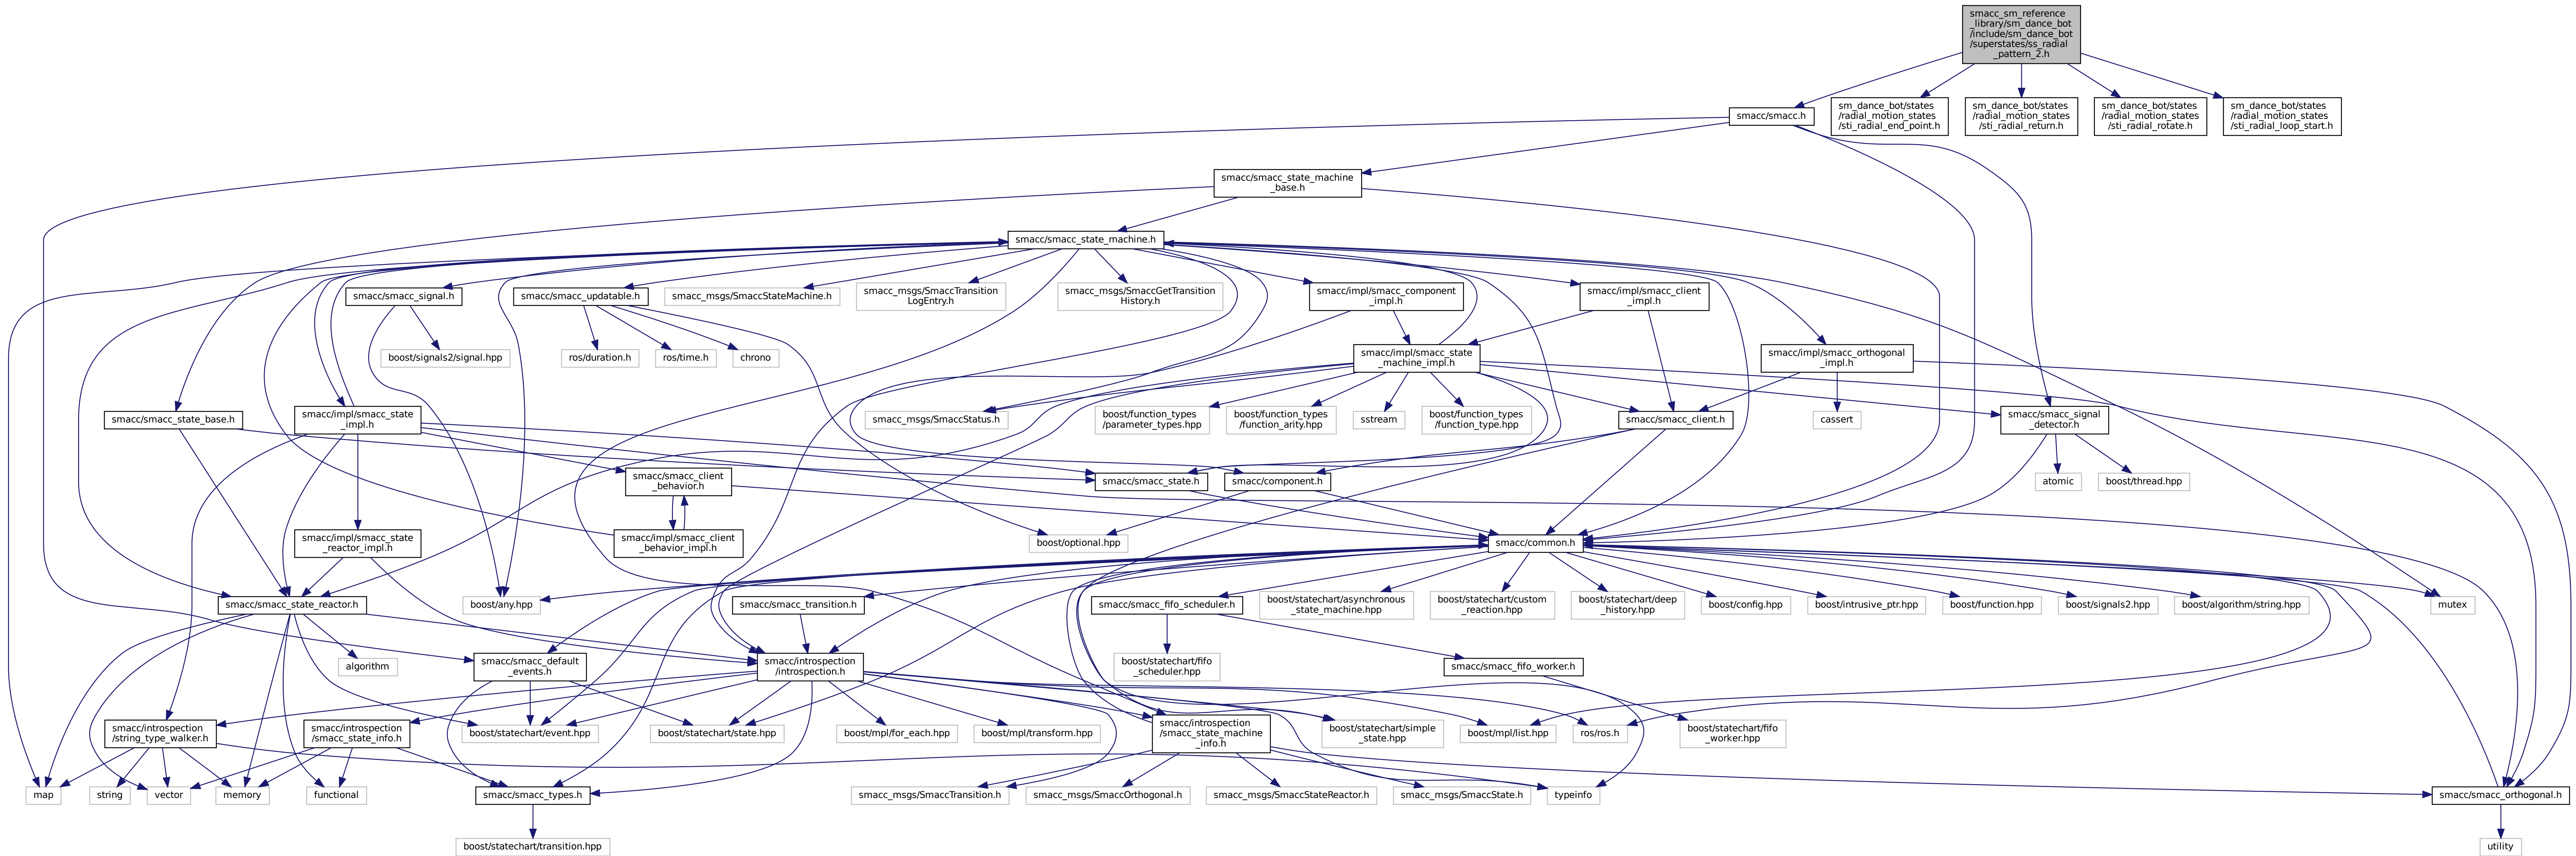 smacc_sm_reference
_library/sm_dance_bot
/include/sm_dance_bot
/superstates/ss_radial
_pattern_2.h
smacc/smacc.h
sm_dance_bot/states
/radial_motion_states
/sti_radial_end_point.h
sm_dance_bot/states
/radial_motion_states
/sti_radial_return.h
sm_dance_bot/states
/radial_motion_states
/sti_radial_rotate.h
sm_dance_bot/states
/radial_motion_states
/sti_radial_loop_start.h
smacc/smacc_state_machine
_base.h
smacc/smacc_state_machine.h
smacc/smacc_signal.h
smacc/smacc_updatable.h
smacc_msgs/SmaccStateMachine.h
smacc_msgs/SmaccTransition
LogEntry.h
smacc_msgs/SmaccGetTransition
History.h
smacc/impl/smacc_component
_impl.h
smacc/impl/smacc_client
_impl.h
boost/signals2/signal.hpp
ros/duration.h
ros/time.h
chrono
smacc/impl/smacc_state
_machine_impl.h
smacc/impl/smacc_orthogonal
_impl.h
smacc/smacc_state_base.h
smacc/impl/smacc_state
_impl.h
smacc_msgs/SmaccStatus.h
boost/function_types
/parameter_types.hpp
boost/function_types
/function_arity.hpp
sstream
boost/function_types
/function_type.hpp
smacc/smacc_client.h
cassert
smacc/smacc_signal
_detector.h
smacc/smacc_client
_behavior.h
smacc/smacc_state.h
smacc/component.h
atomic
boost/thread.hpp
smacc/impl/smacc_state
_reactor_impl.h
smacc/impl/smacc_client
_behavior_impl.h
boost/optional.hpp
smacc/common.h
smacc/smacc_state_reactor.h
boost/any.hpp
smacc/smacc_transition.h
smacc/smacc_fifo_scheduler.h
boost/statechart/asynchronous
_state_machine.hpp
boost/statechart/custom
_reaction.hpp
boost/statechart/deep
_history.hpp
boost/config.hpp
boost/intrusive_ptr.hpp
boost/function.hpp
boost/signals2.hpp
boost/algorithm/string.hpp
mutex
algorithm
smacc/smacc_default
_events.h
smacc/introspection
/introspection.h
boost/statechart/fifo
_scheduler.hpp
smacc/smacc_fifo_worker.h
smacc/introspection
/string_type_walker.h
smacc/introspection
/smacc_state_info.h
boost/statechart/event.hpp
boost/statechart/state.hpp
boost/mpl/for_each.hpp
boost/mpl/transform.hpp
smacc/introspection
/smacc_state_machine
_info.h
boost/statechart/simple
_state.hpp
boost/mpl/list.hpp
ros/ros.h
boost/statechart/fifo
_worker.hpp
map
string
vector
memory
functional
smacc/smacc_types.h
smacc_msgs/SmaccTransition.h
smacc_msgs/SmaccOrthogonal.h
smacc_msgs/SmaccStateReactor.h
smacc_msgs/SmaccState.h
typeinfo
smacc/smacc_orthogonal.h
boost/statechart/transition.hpp
utility